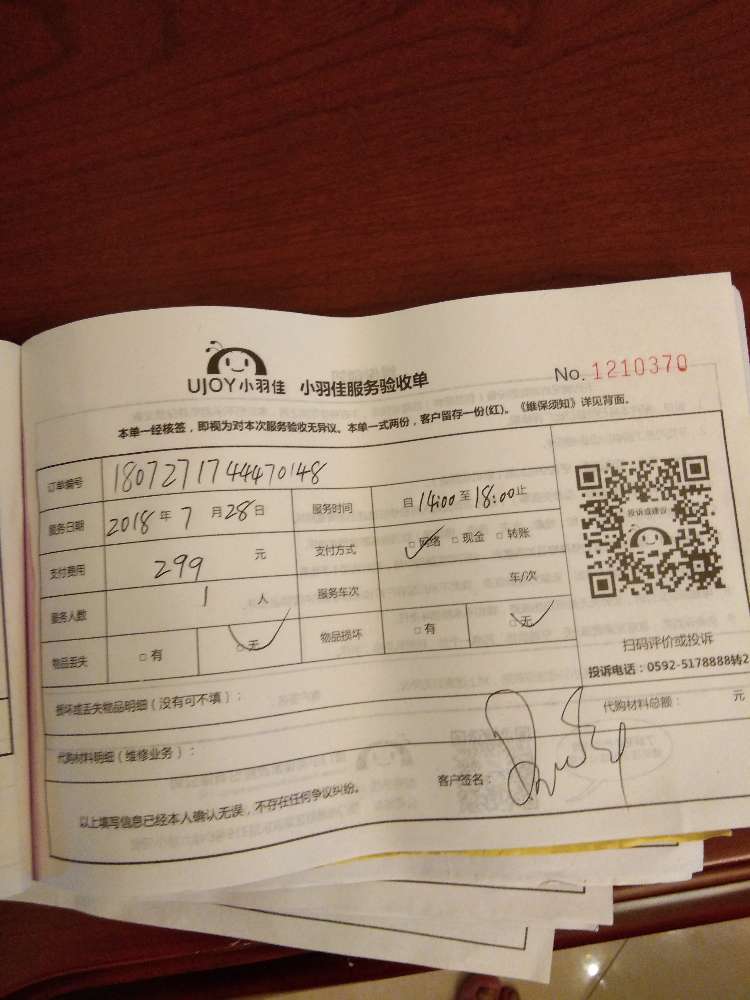 UJOY小羽佳 小羽佳服务验收单 No. 1210370
本单一经核签，即视为对本次服务验收无异议。本单一式两份，客户留存一份(红)。《维保须知》详见背面。
订单编号 18072717444470148
服务日期 2018年7月28日 服务时间 自14:00至18:00止
支付费用 299 元 支付方式 □网络 □现金 □转账
服务人数 1 人 服务车次 车/次
物品丢失 □有 □无 物品损坏 □有 □无
投诉或建议
扫码评价或投诉
投诉电话：0592-5178888转2
损坏或丢失物品明细（没有可不填）：
代购材料明细（维修业务）： 代购材料总额： 元
以上填写信息已经本人确认无误，不存在任何争议纠纷。 客户签名：